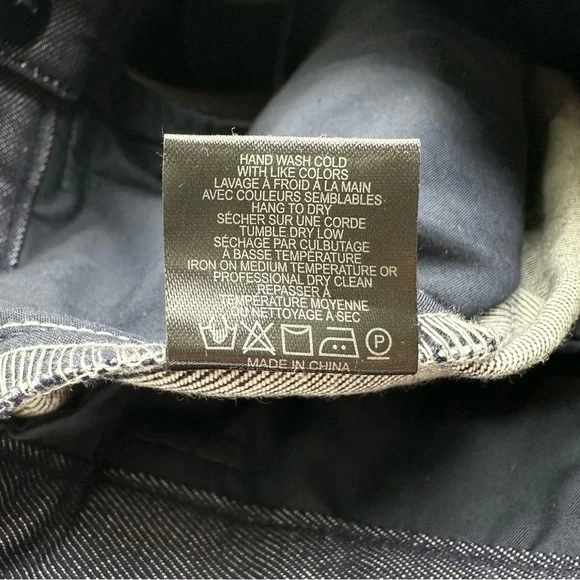 HAND WASH COLD
WITH LIKE COLORS
LAVAGE À FROID À LA MAIN
AVEC COULEURS SEMBLABLES
HANG TO DRY
SÉCHER SUR UNE CORDE
TUMBLE DRY LOW
SÉCHAGE PAR CULBUTAGE
À BASSE TEMPÉRATURE
IRON ON MEDIUM TEMPERATURE OR
PROFESSIONAL DRY CLEAN
REPASSER À
TEMPÉRATURE MOYENNE
OU NETTOYAGE À SEC
P
MADE IN CHINA